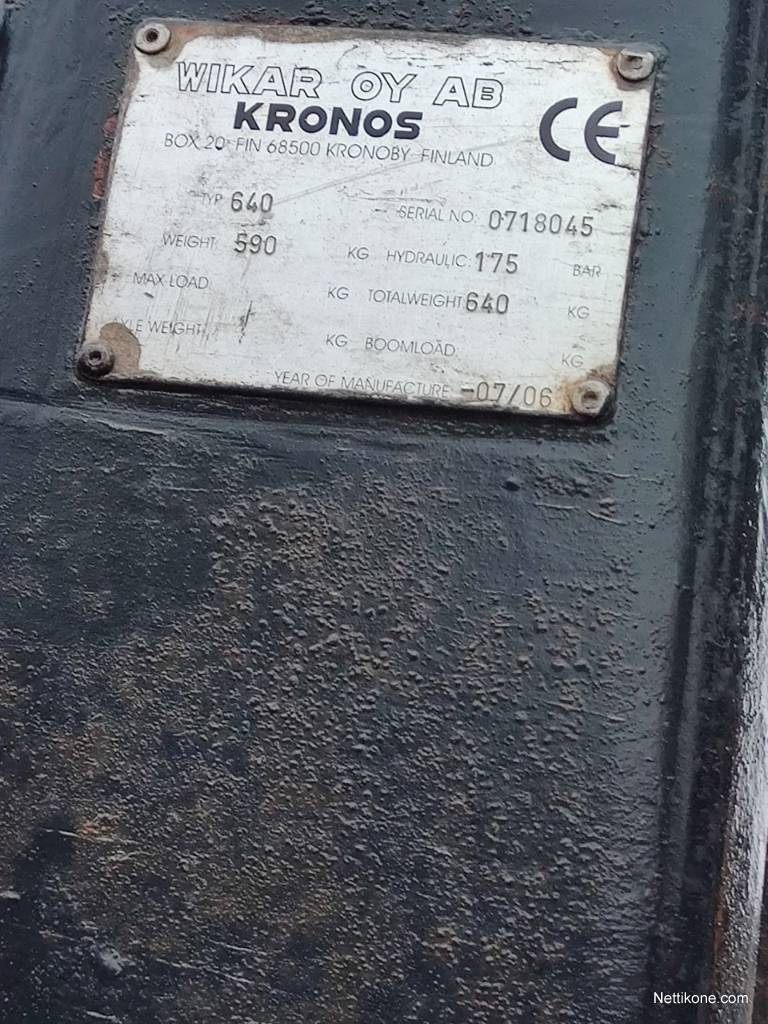 WIKAR OY AB
KRONOS
CE
BOX 20 FIN 68500 KRONOBY FINLAND
TYP 640 SERIAL NO: 0718045
WEIGHT 590 KG HYDRAULIC 175 BAR
MAX LOAD KG TOTALWEIGHT 640 KG
AXLE WEIGHT KG BOOMLOAD KG
YEAR OF MANUFACTURE -07/06
Nettikone.com